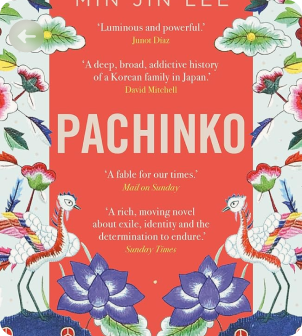 MIN JIN LEE
'Luminous and powerful.'
Junot Díaz
'A deep, broad, addictive history
of a Korean family in Japan.'
David Mitchell
PACHINKO
'A fable for our times.'
Mail on Sunday
'A rich, moving novel
about exile, identity and the
determination to endure.'
Sunday Times